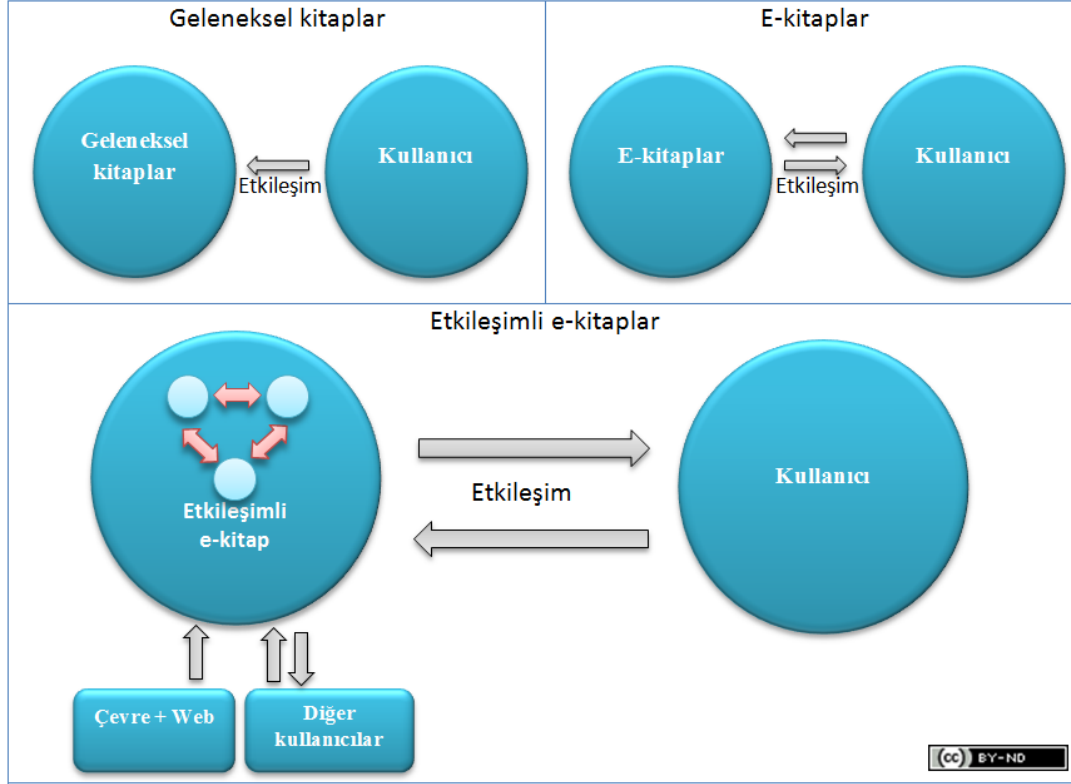 Geleneksel kitaplar
Geleneksel
kitaplar
Etkileşim
Kullanıcı
E-kitaplar
E-kitaplar
Etkileşim
Kullanıcı
Etkileşimli e-kitaplar
Etkileşimli
e-kitap
Etkileşim
Kullanıcı
Çevre + Web
Diğer
kullanıcılar
(cc) BY-ND